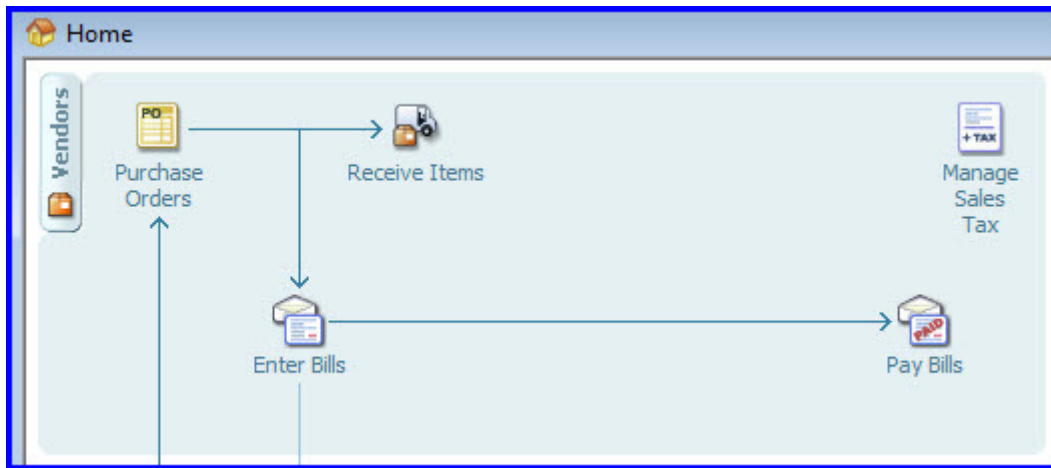 Home
Vendors
PO
Purchase
Orders
Receive Items
+ TAX
Manage
Sales
Tax
Enter Bills
PAID
Pay Bills